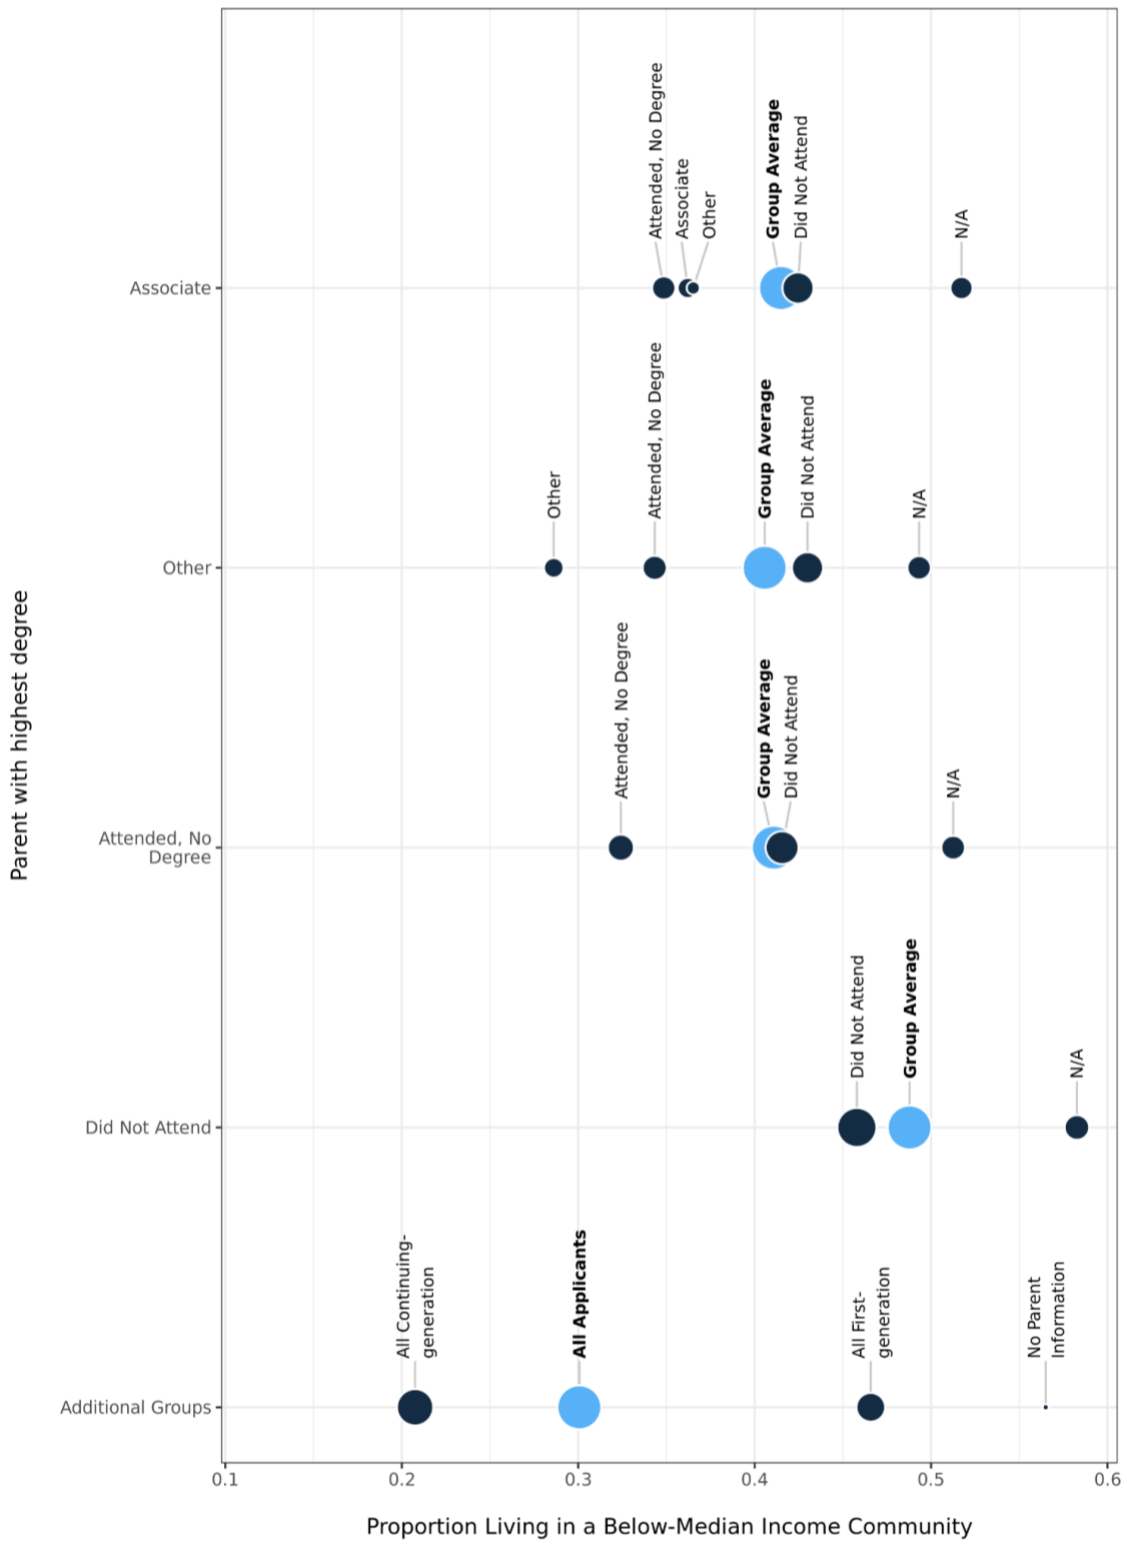 Attended, No Degree
Associate
Other
Group Average
Did Not Attend
N/A
Associate
Other
Attended, No Degree
Group Average
Did Not Attend
N/A
Other
Attended, No Degree
Group Average
Did Not Attend
N/A
Attended, No
Degree
Did Not Attend
Group Average
N/A
Did Not Attend
All Continuing-
generation
All Applicants
All First-
generation
No Parent
Information
Additional Groups
0.1
0.2
0.3
0.4
0.5
0.6
Proportion Living in a Below-Median Income Community
Parent with highest degree